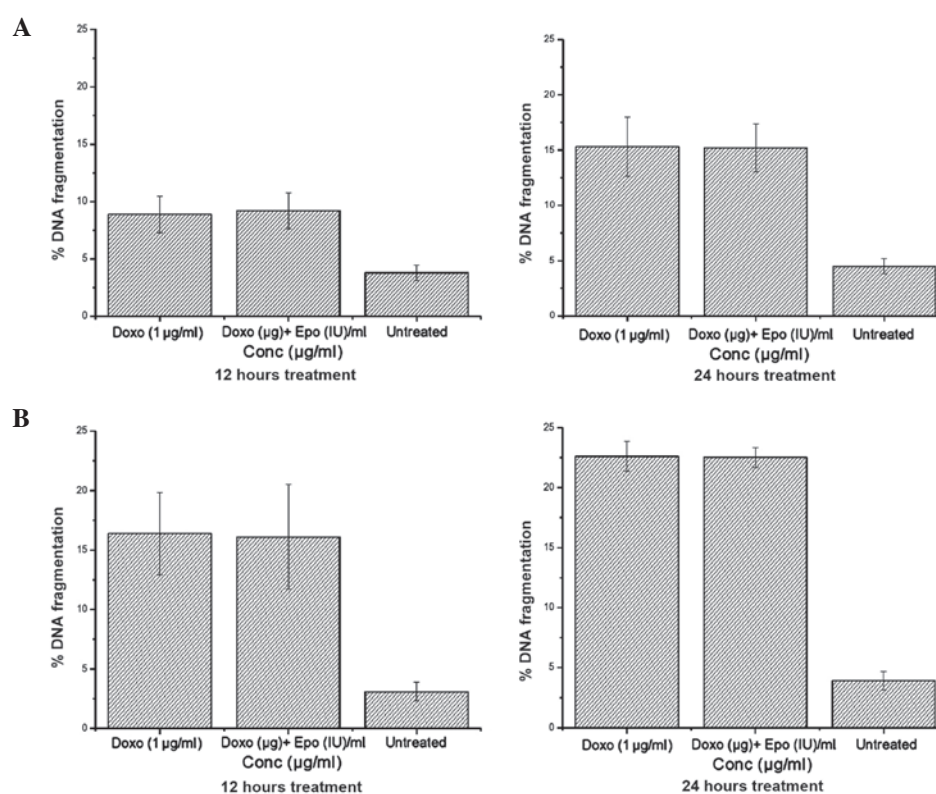 A
% DNA fragmentation
25
20
15
10
5
0
Doxo (1 µg/ml) Doxo (µg)+ Epo (IU)/ml Untreated
Conc (µg/ml)
12 hours treatment
% DNA fragmentation
25
20
15
10
5
0
Doxo (1 µg/ml) Doxo (µg)+ Epo (IU)/ml Untreated
Conc (µg/ml)
24 hours treatment
B
% DNA fragmentation
25
20
15
10
5
0
Doxo (1 µg/ml) Doxo (µg)+ Epo (IU)/ml Untreated
Conc (µg/ml)
12 hours treatment
% DNA fragmentation
25
20
15
10
5
0
Doxo (1 µg/ml) Doxo (µg)+ Epo (IU)/ml Untreated
Conc (µg/ml)
24 hours treatment